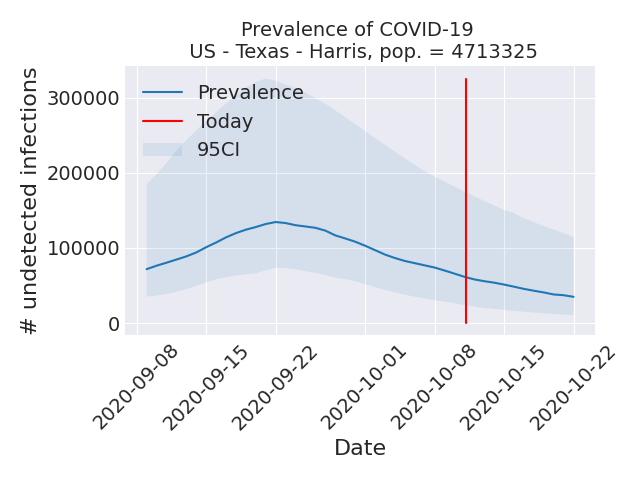 Prevalence of COVID-19
US - Texas - Harris, pop. = 4713325
# undetected infections
300000
200000
100000
0
Prevalence
Today
95CI
2020-09-08
2020-09-15
2020-09-22
2020-10-01
2020-10-08
2020-10-15
2020-10-22
Date